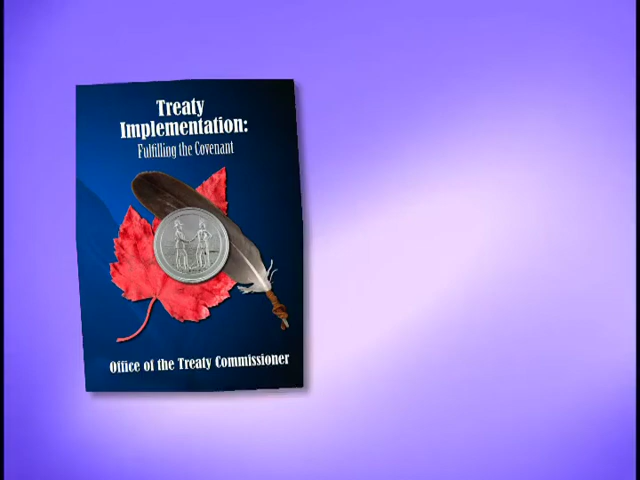 Treaty
Implementation:
Fulfilling the Covenant
Office of the Treaty Commissioner